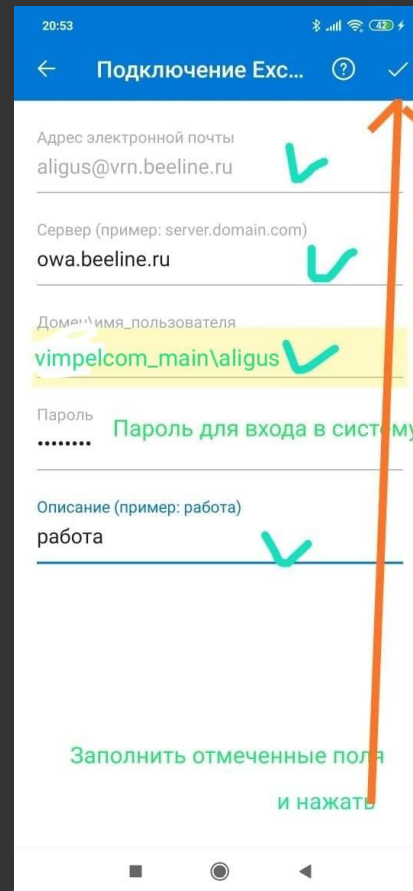 20:53
42
Подключение Exc...
Адрес электронной почты
aligus@vrn.beeline.ru
Сервер (пример: server.domain.com)
owa.beeline.ru
Домен\имя_пользователя
vimpelcom_main\aligus
Пароль
•••••••• Пароль для входа в систему
Описание (пример: работа)
работа
Заполнить отмеченные поля
и нажать